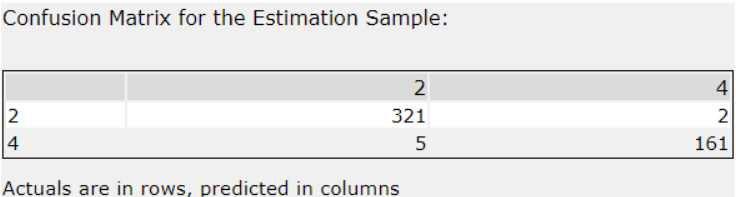 Confusion Matrix for the Estimation Sample:
2 4
2 321 2
4 5 161
Actuals are in rows, predicted in columns